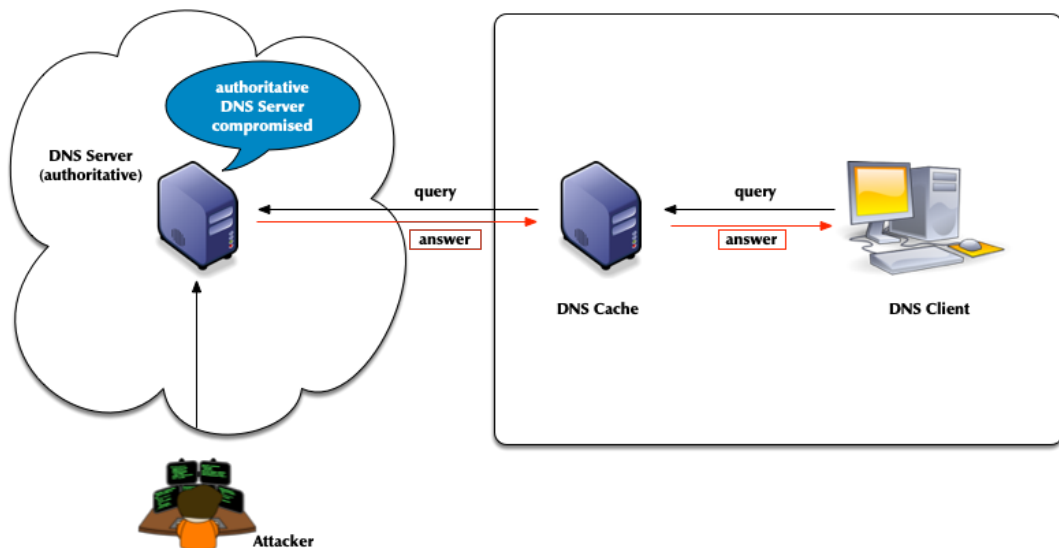 authoritative
DNS Server
compromised
DNS Server
(authoritative)
query
answer
query
answer
DNS Cache
DNS Client
Attacker